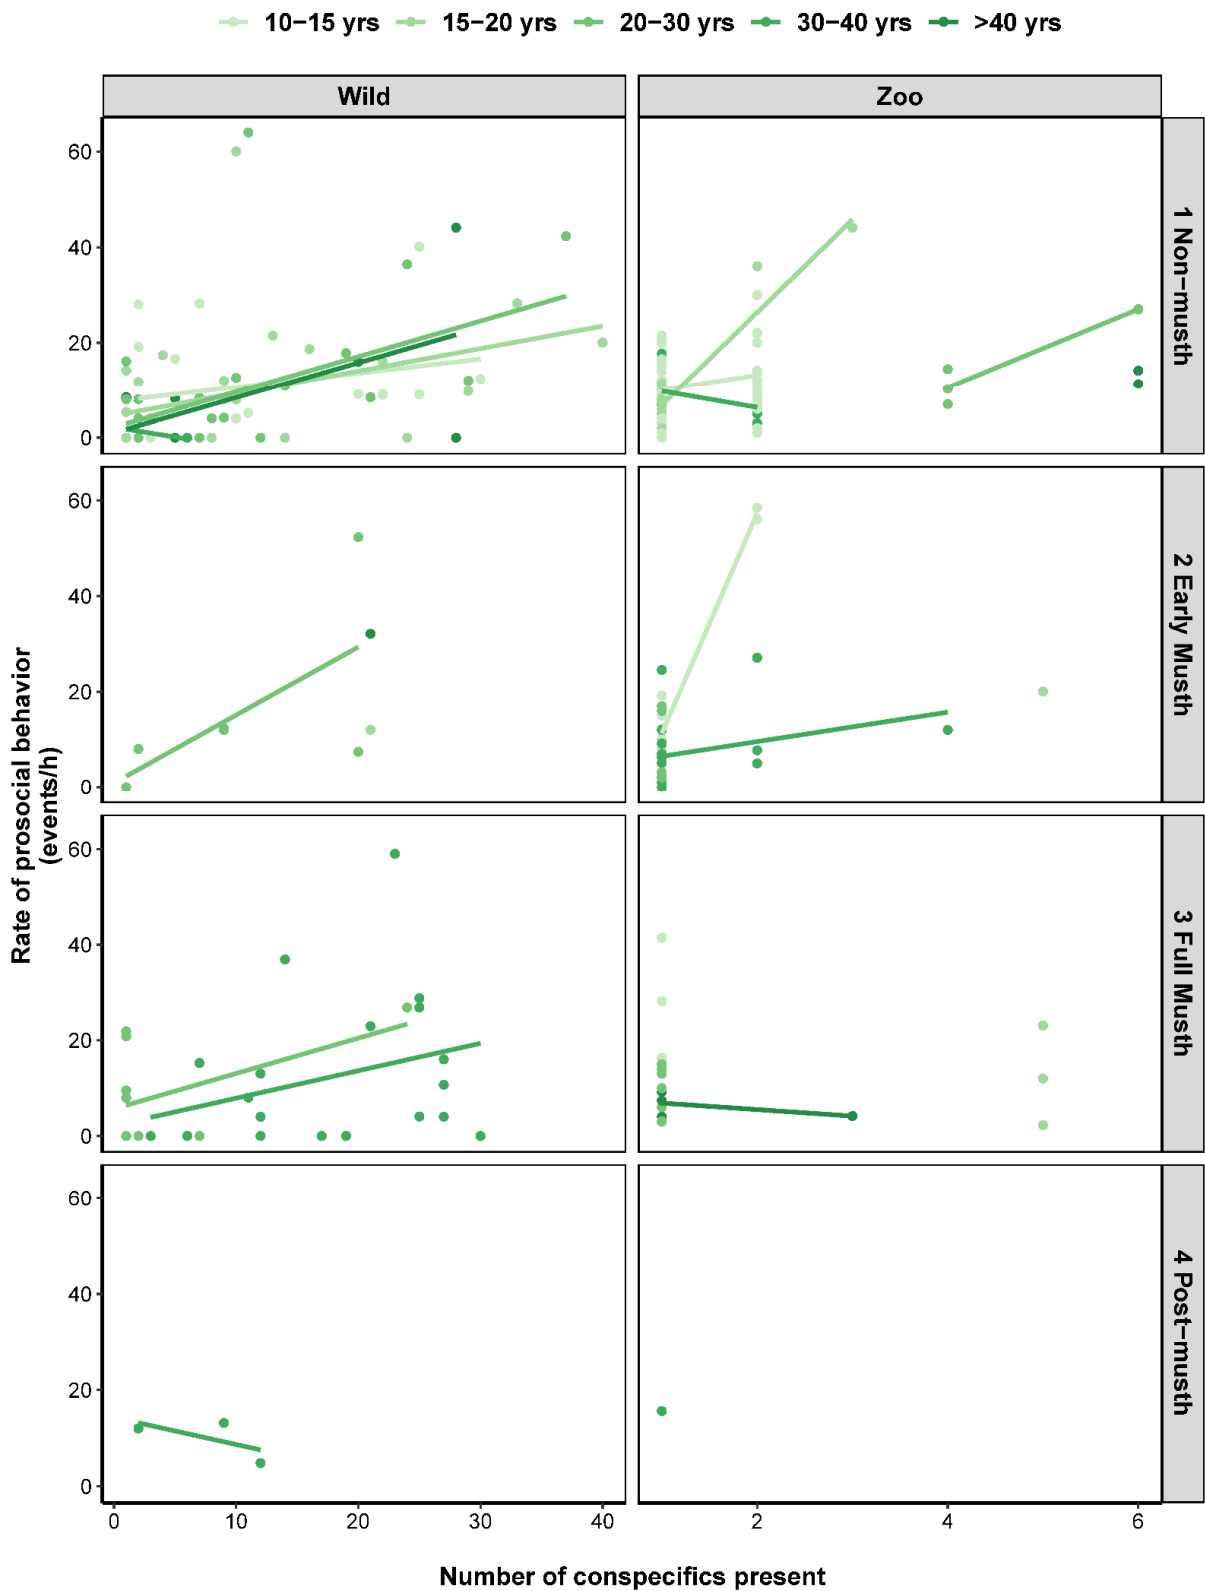 10−15 yrs 15−20 yrs 20−30 yrs 30−40 yrs >40 yrs
Wild Zoo
60
40
20
0
1 Non−musth
60
40
20
0
2 Early Musth
Rate of prosocial behavior
(events/h)
60
40
20
0
3 Full Musth
60
40
20
0
4 Post−musth
0 10 20 30 40 2 4 6
Number of conspecifics present